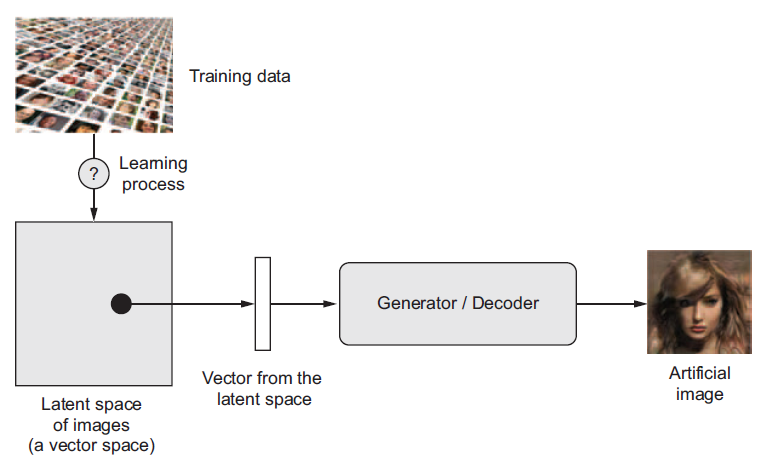 Training data
?
Learning
process
Generator / Decoder
Vector from the
latent space
Artificial
image
Latent space
of images
(a vector space)